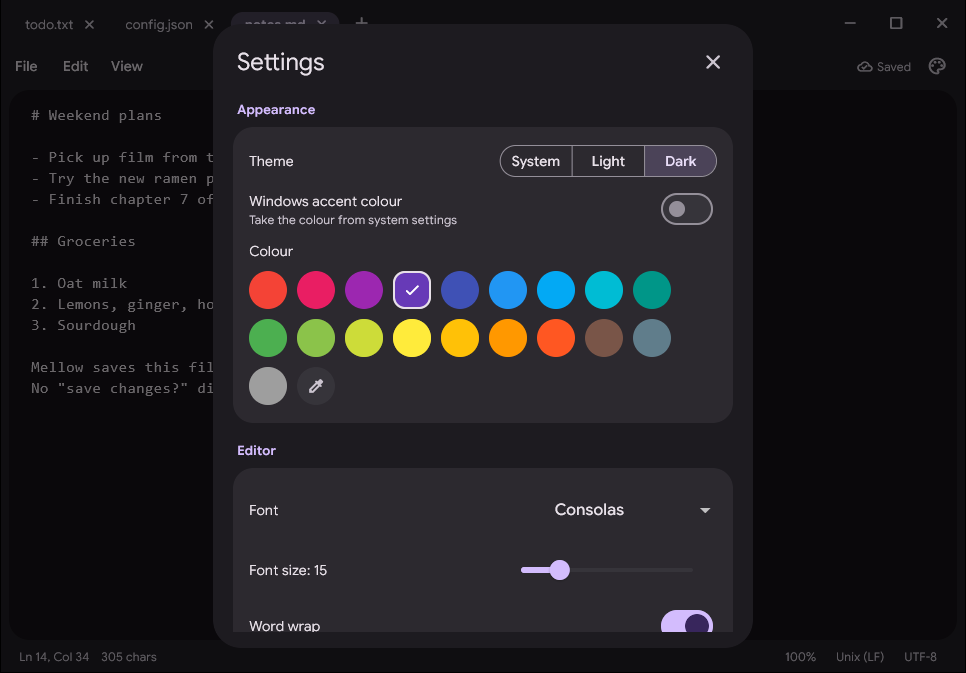 todo.txt
config.json
notes.md
Settings
File Edit View
Saved
Appearance
# Weekend plans
- Pick up film from t
- Try the new ramen p
- Finish chapter 7 of
## Groceries
1. Oat milk
2. Lemons, ginger, ho
3. Sourdough
Mellow saves this fil
No "save changes?" di
Theme
System Light Dark
Windows accent colour
Take the colour from system settings
Colour
Editor
Font
Consolas
Font size: 15
Word wrap
Ln 14, Col 34 305 chars
100% Unix (LF) UTF-8